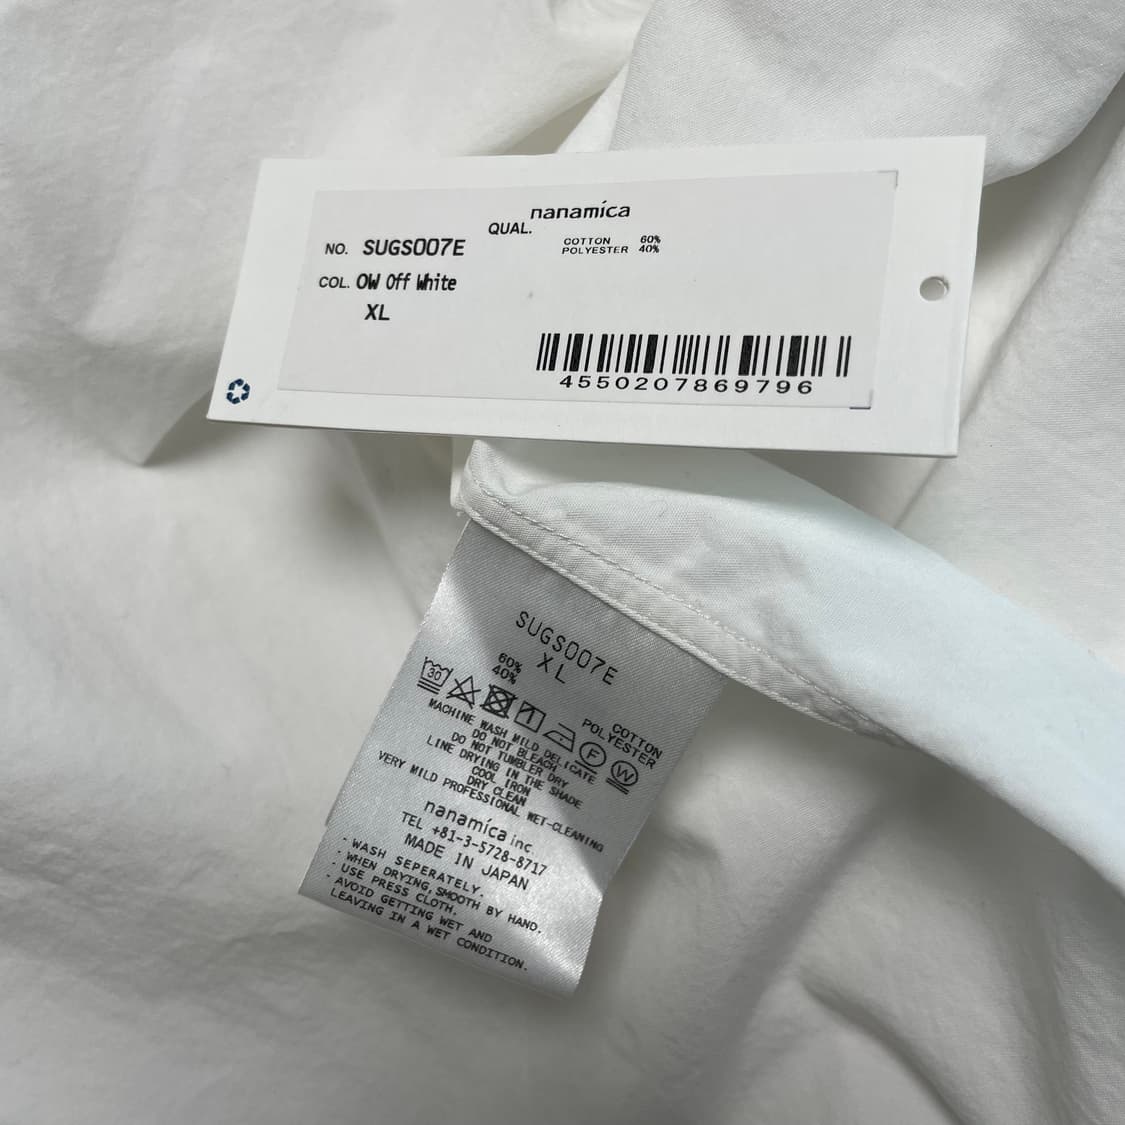 nanamica
QUAL.
COTTON 60%
POLYESTER 40%
NO. SUGS007E
COL. OW Off White
XL
4550207869796
SUGS007E
XL
60%
40%
COTTON
POLYESTER
30
F
W
MACHINE WASH MILD DELICATE
DO NOT BLEACH
DO NOT TUMBLER DRY
LINE DRYING IN THE SHADE
COOL IRON
DRY CLEAN
VERY MILD PROFESSIONAL WET-CLEANING
nanamica inc.
TEL +81-3-5728-8717
MADE IN JAPAN
・WASH SEPERATELY.
・WHEN DRYING, SMOOTH BY HAND.
・USE PRESS CLOTH.
・AVOID GETTING WET AND
LEAVING IN A WET CONDITION.